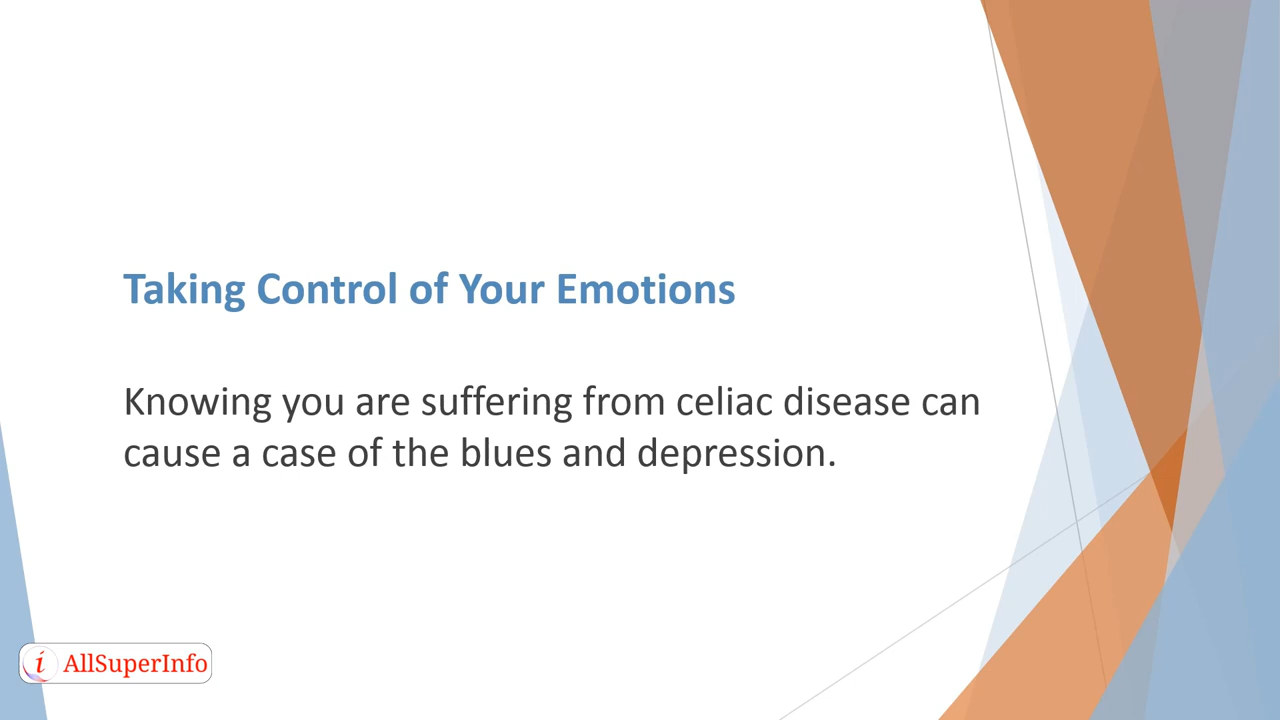 Taking Control of Your Emotions
Knowing you are suffering from celiac disease can
cause a case of the blues and depression.
i AllSuperInfo